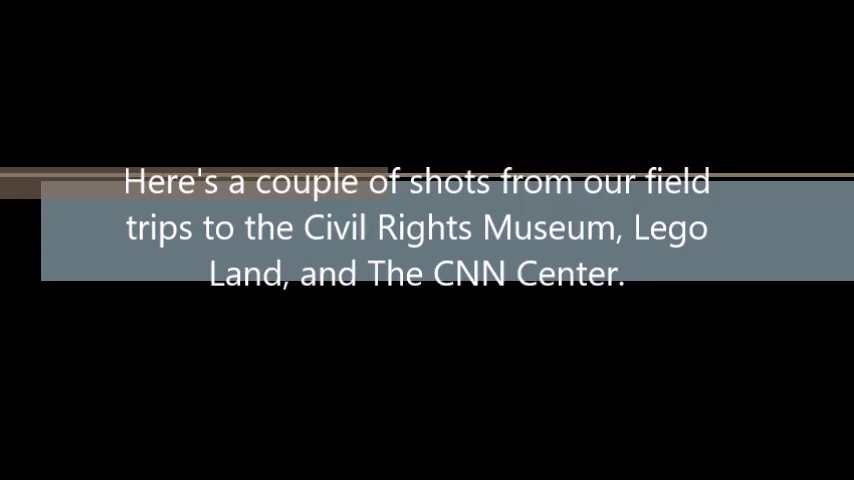 Here's a couple of shots from our field
trips to the Civil Rights Museum, Lego
Land, and The CNN Center.